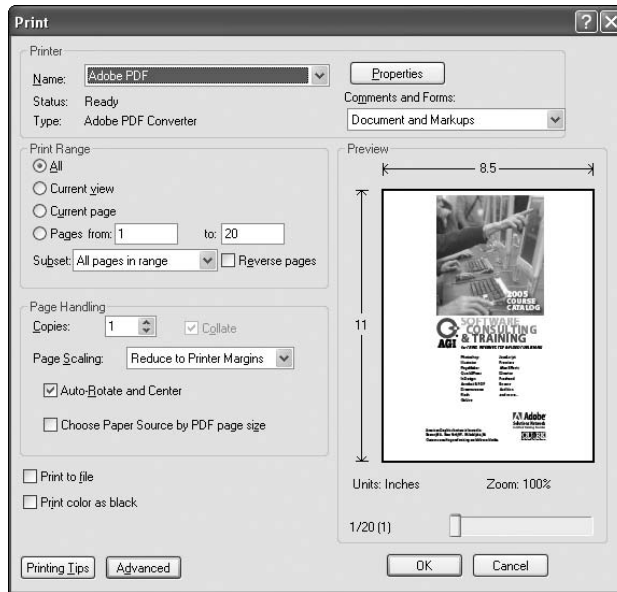 Print
Printer
Name: Adobe PDF
Properties
Status: Ready
Comments and Forms:
Type: Adobe PDF Converter
Document and Markups
Print Range
All
Current view
Current page
Pages from: 1 to: 20
Subset: All pages in range
Reverse pages
Page Handling
Copies: 1
Collate
Page Scaling: Reduce to Printer Margins
Auto-Rotate and Center
Choose Paper Source by PDF page size
Print to file
Print color as black
Printing Tips
Advanced
Preview
8.5
11
2005
COURSE
CATALOG
AGI
SOFTWARE
CONSULTING
& TRAINING
Adobe
Units: Inches
Zoom: 100%
1/20 (1)
OK
Cancel